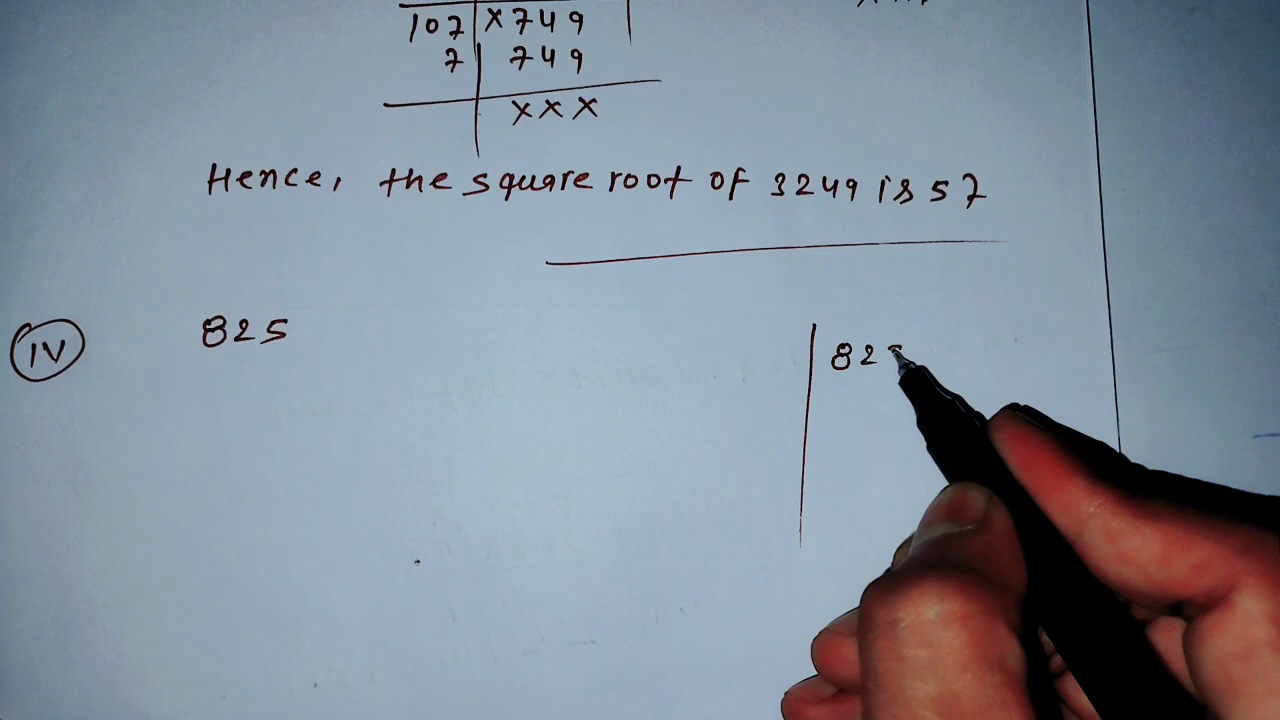 107 x749
7 749
xxx
Hence, the square root of 3249 is 57
IV 825
82